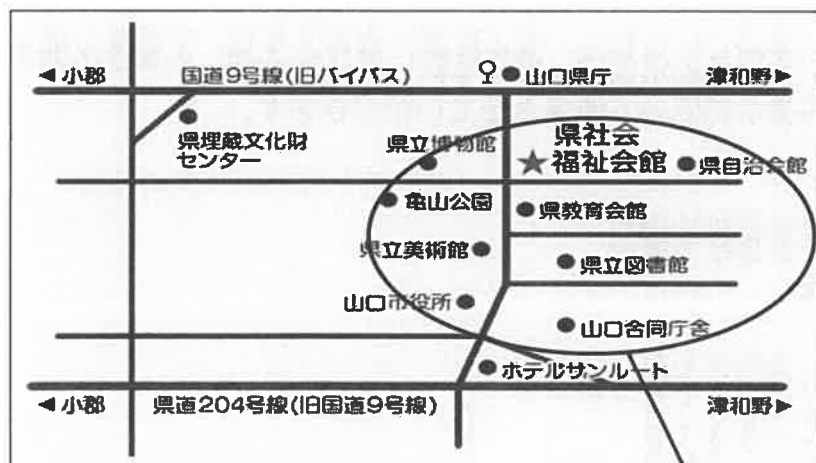 ◀小郡 国道9号線(旧バイパス) 山口県庁 津和野▶
県埋蔵文化財
センター
県立博物館
県社会
福祉会館
県自治会館
亀山公園
県教育会館
県立美術館
県立図書館
山口市役所
山口合同庁舎
ホテルサンルート
◀小郡 県道204号線(旧国道9号線) 津和野▶